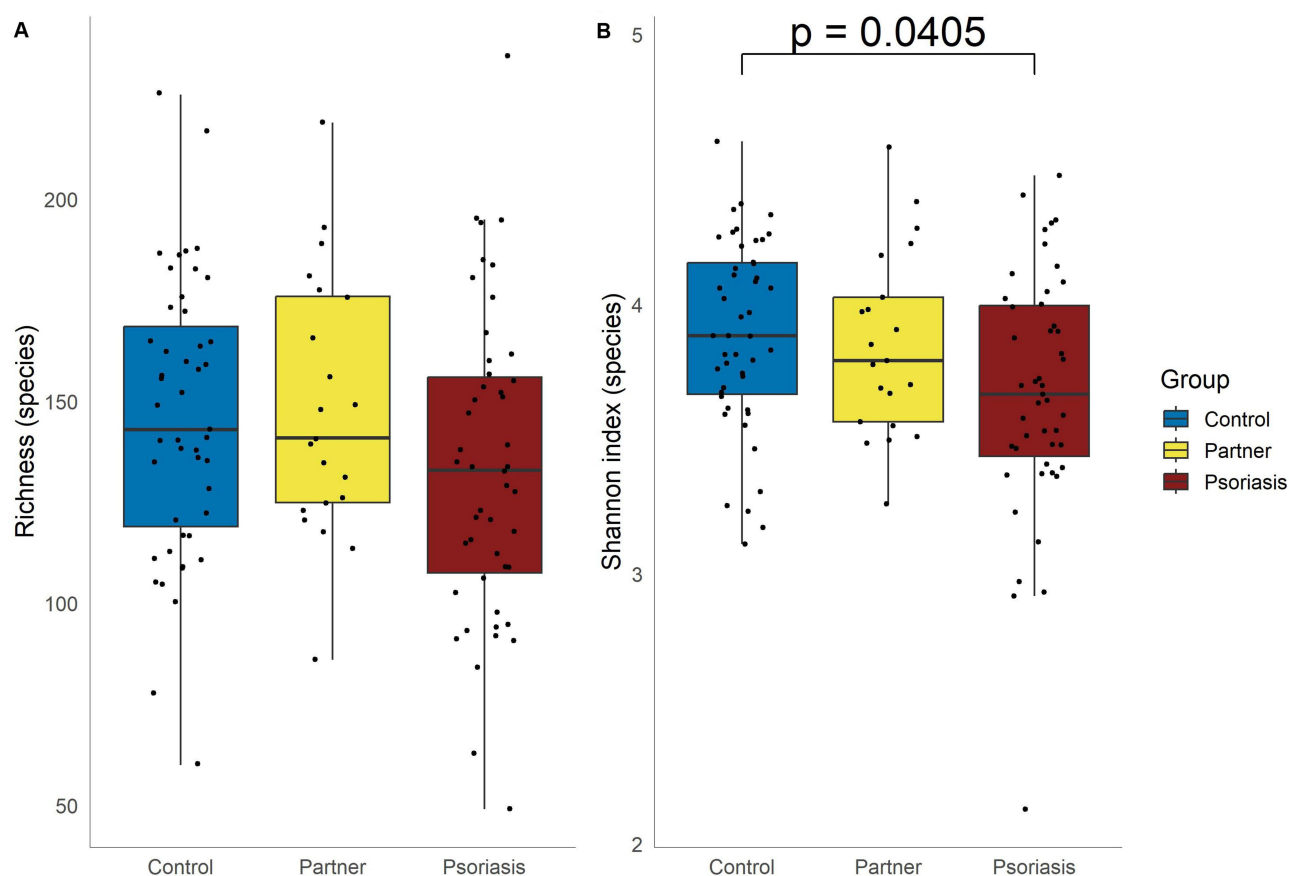 A
Richness (species)
200
150
100
50
Control Partner Psoriasis
B
p = 0.0405
Shannon index (species)
5
4
3
2
Control Partner Psoriasis
Group
Control
Partner
Psoriasis